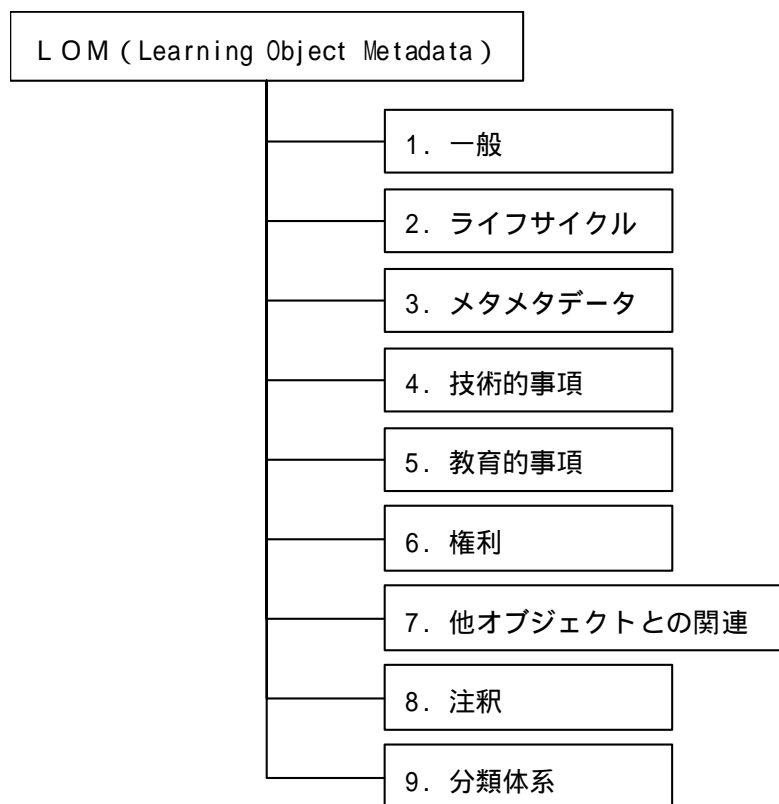 LOM(Learning Object Metadata)
1. 一般
2. ライフサイクル
3. メタメタデータ
4. 技術的事項
5. 教育的事項
6. 権利
7. 他オブジェクトとの関連
8. 注釈
9. 分類体系